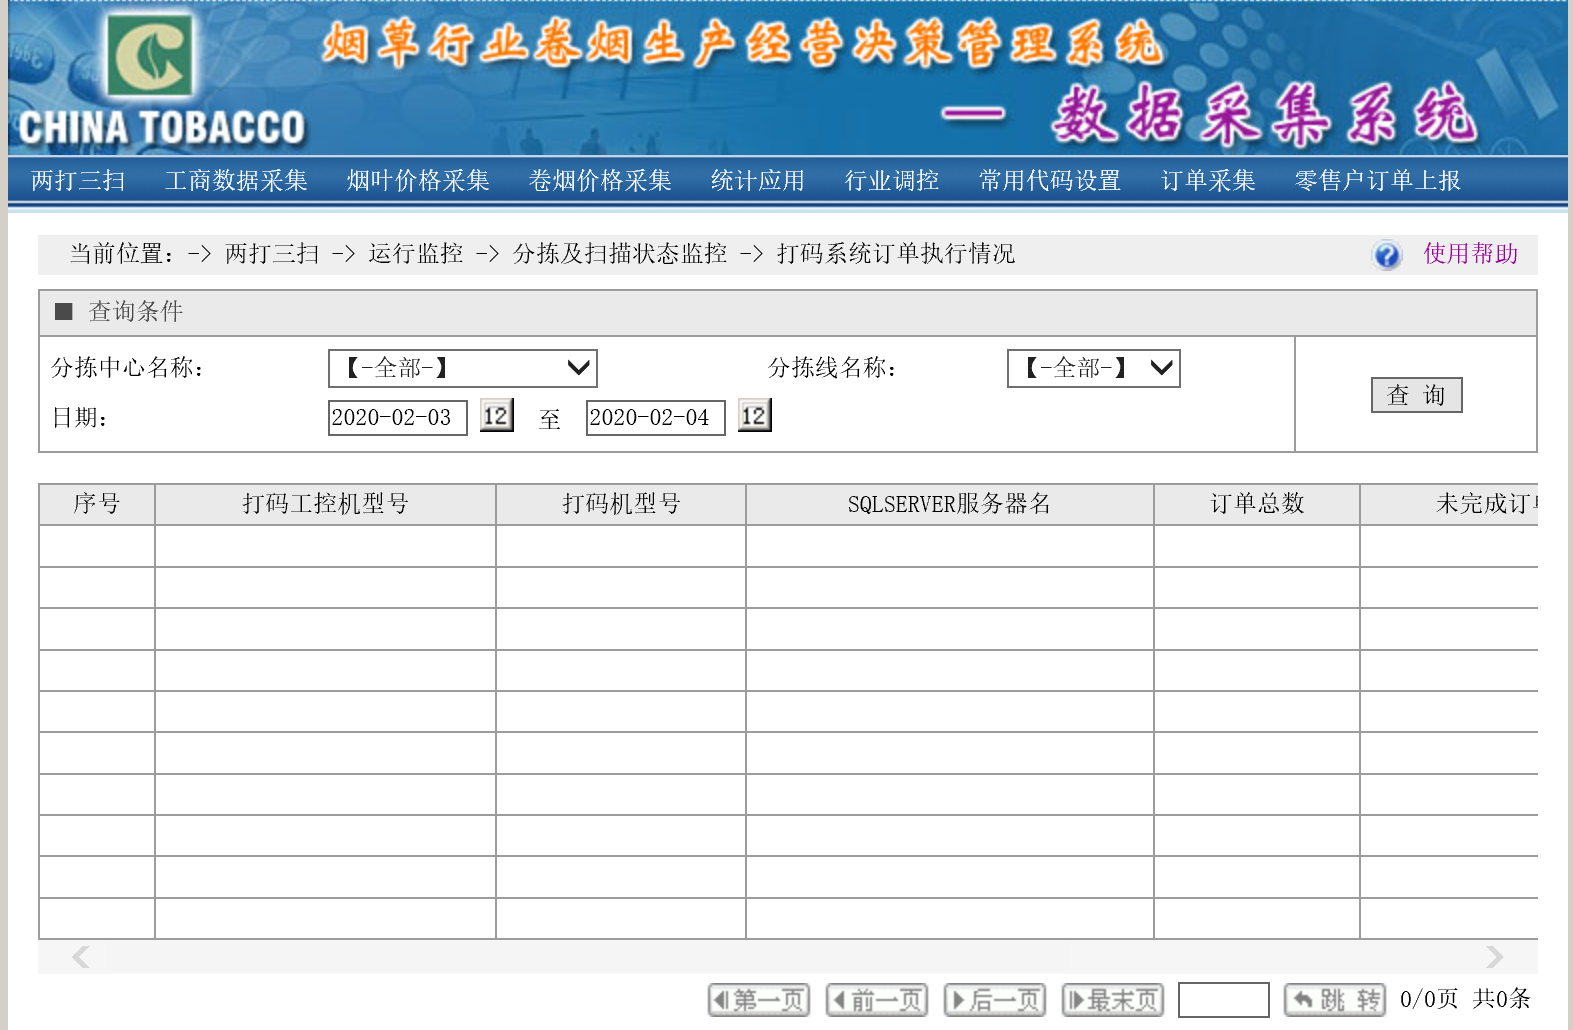 烟草行业卷烟生产经营决策管理系统
CHINA TOBACCO
— 数据采集系统
两打三扫 工商数据采集 烟叶价格采集 卷烟价格采集 统计应用 行业调控 常用代码设置 订单采集 零售户订单上报
当前位置：-> 两打三扫 -> 运行监控 -> 分拣及扫描状态监控 -> 打码系统订单执行情况 使用帮助
■ 查询条件
分拣中心名称： 【-全部-】 分拣线名称： 【-全部-】
查 询
日期： 2020-02-03 12 至 2020-02-04 12
序号 打码工控机型号 打码机型号 SQLSERVER服务器名 订单总数 未完成订
第一页 前一页 后一页 最末页 跳 转 0/0页 共0条